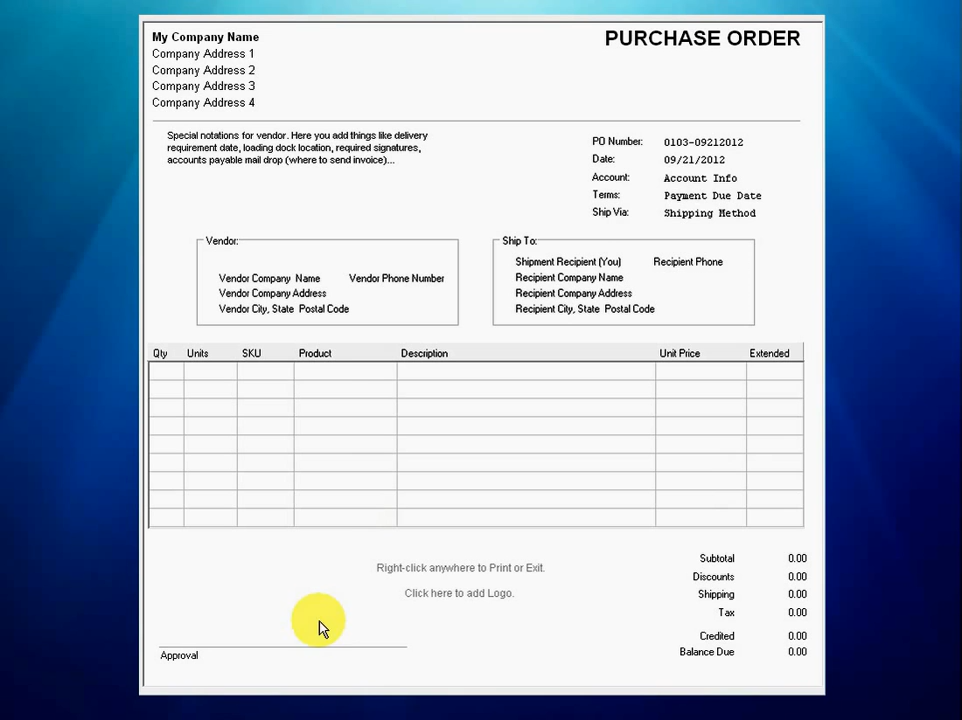 My Company Name
PURCHASE ORDER
Company Address 1
Company Address 2
Company Address 3
Company Address 4
Special notations for vendor. Here you add things like delivery
requirement date, loading dock location, required signatures,
accounts payable mail drop (where to send invoice)...
PO Number: 0103-09212012
Date: 09/21/2012
Account: Account Info
Terms: Payment Due Date
Ship Via: Shipping Method
Vendor:
Vendor Company Name Vendor Phone Number
Vendor Company Address
Vendor City, State Postal Code
Ship To:
Shipment Recipient (You) Recipient Phone
Recipient Company Name
Recipient Company Address
Recipient City, State Postal Code
Qty Units SKU Product Description Unit Price Extended
Right-click anywhere to Print or Exit.
Click here to add Logo.
Subtotal 0.00
Discounts 0.00
Shipping 0.00
Tax 0.00
Credited 0.00
Balance Due 0.00
Approval